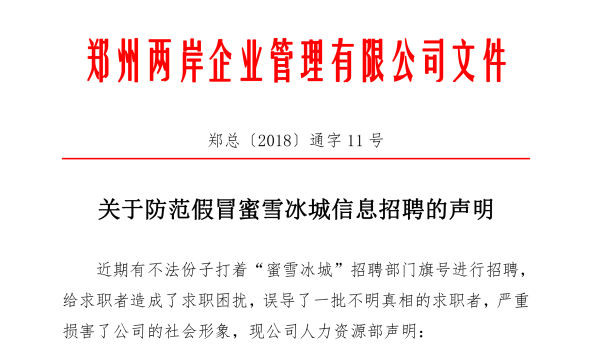 郑州两岸企业管理有限公司文件
郑总〔2018〕通字 11 号
关于防范假冒蜜雪冰城信息招聘的声明
近期有不法份子打着“蜜雪冰城”招聘部门旗号进行招聘，
给求职者造成了求职困扰，误导了一批不明真相的求职者，严重
损害了公司的社会形象，现公司人力资源部声明：